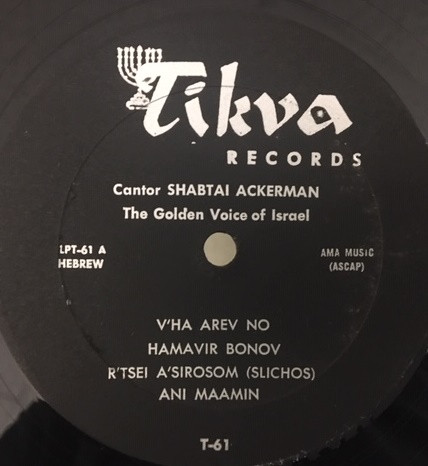 Tikva
RECORDS
Cantor SHABTAI ACKERMAN
The Golden Voice of Israel
LPT-61 A
HEBREW
AMA MUSIC
(ASCAP)
V'HA AREV NO
HAMAVIR BONOV
R'TSEI A'SIROSOM (SLICHOS)
ANI MAAMIN
T-61